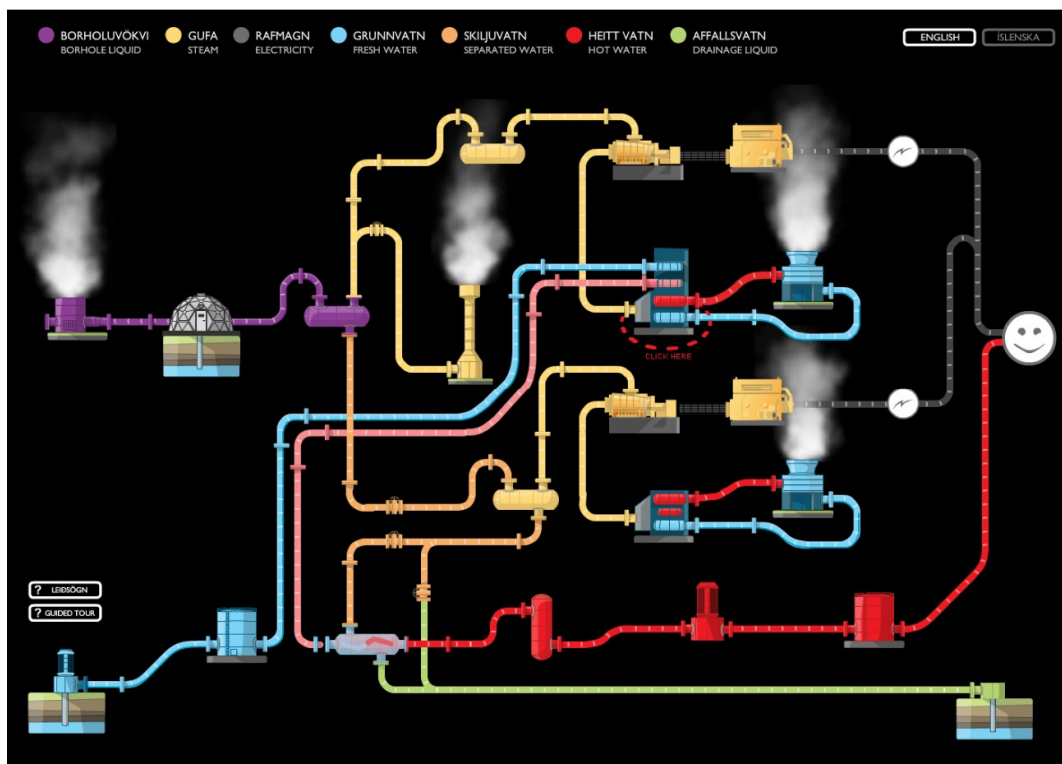 BORHOLUVÖKVI
BOREHOLE LIQUID
GUFA
STEAM
RAFMAGN
ELECTRICITY
GRUNNVATN
FRESH WATER
SKILJUVATN
SEPARATED WATER
HEITT VATN
HOT WATER
AFFALLSVATN
DRAINAGE LIQUID
ENGLISH
ÍSLENSKA
CLICK HERE
? LEIÐSÖGN
? GUIDED TOUR